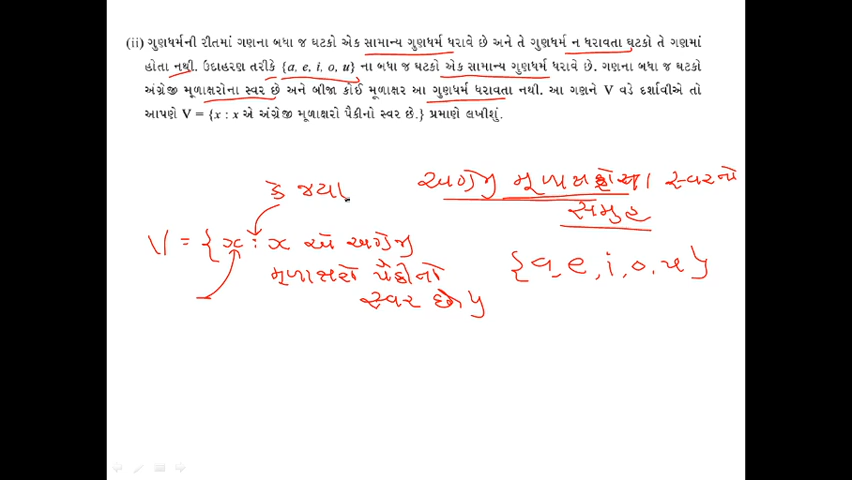 (ii) ગુણધર્મની રીતમાં ગણના બધા જ ઘટકો એક સામાન્ય ગુણધર્મ ધરાવે છે અને તે ગુણધર્મ ન ધરાવતા ઘટકો તે ગણમાં
હોતા નથી. ઉદાહરણ તરીકે {a, e, i, o, u} ના બધા જ ઘટકો એક સામાન્ય ગુણધર્મ ધરાવે છે. ગણના બધા જ ઘટકો
અંગ્રેજી મૂળાક્ષરોના સ્વર છે અને બીજા કોઈ મૂળાક્ષર આ ગુણધર્મ ધરાવતા નથી. આ ગણને V વડે દર્શાવીએ તો
આપણે V = {x : x એ અંગ્રેજી મૂળાક્ષરો પૈકીનો સ્વર છે.} પ્રમાણે લખીશું.
કે જ્યાં
સ્વરનો
સમુહ
V = { x : x એ અંગ્રેજી
મૂળાક્ષરો પૈકીનો
સ્વર છે }
{a, e, i, o, u}